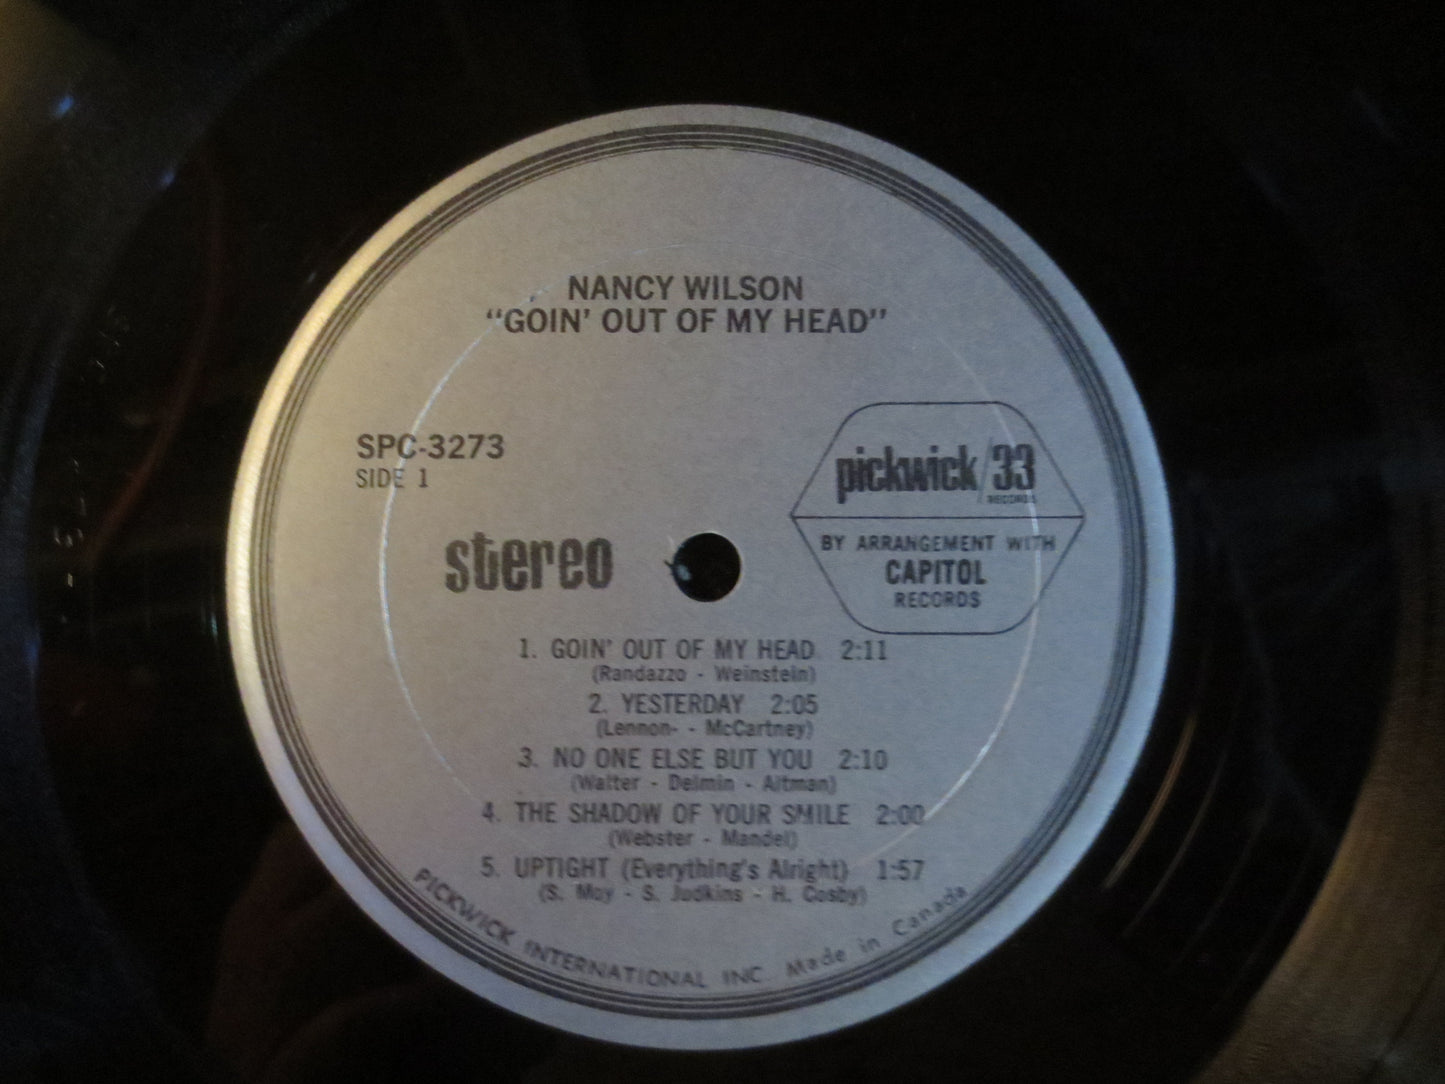 NANCY WILSON
"GOIN' OUT OF MY HEAD"
SPC-3273
SIDE 1
stereo
pickwick/33
RECORDS
BY ARRANGEMENT WITH
CAPITOL
RECORDS
1. GOIN' OUT OF MY HEAD 2:11
(Randazzo - Weinstein)
2. YESTERDAY 2:05
(Lennon- - McCartney)
3. NO ONE ELSE BUT YOU 2:10
(Walter - Delmin - Altman)
4. THE SHADOW OF YOUR SMILE 2:00
(Webster - Mandel)
5. UPTIGHT (Everything's Alright) 1:57
(S. Moy - S. Judkins - H. Cosby)
PICKWICK INTERNATIONAL INC. Made in Canada